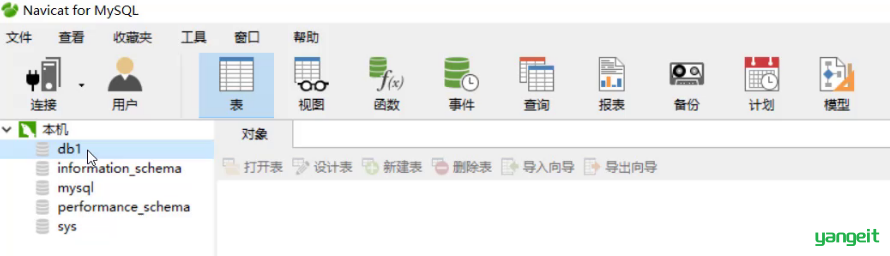 Navicat for MySQL
文件 查看 收藏夹 工具 窗口 帮助
f(x)
连接 用户 表 视图 函数 事件 查询 报表 备份 计划 模型
本机 对象
db1
打开表 设计表 新建表 删除表 导入向导 导出向导
information_schema
mysql
performance_schema
sys
yangeit